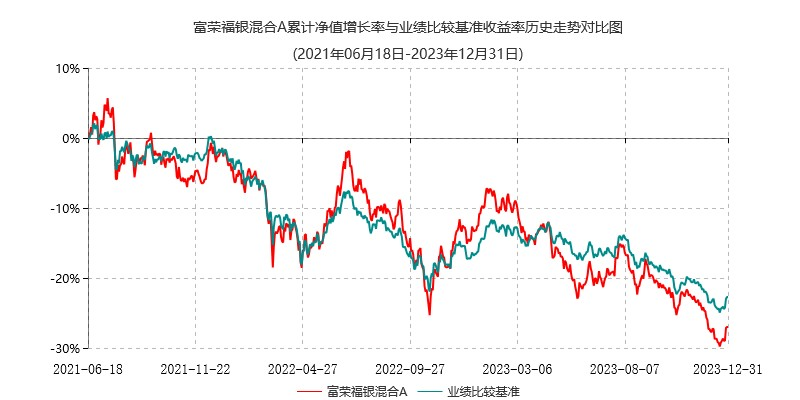 富荣福银混合A累计净值增长率与业绩比较基准收益率历史走势对比图
(2021年06月18日-2023年12月31日)
10%
0%
-10%
-20%
-30%
2021-06-18 2021-11-22 2022-04-27 2022-09-27 2023-03-06 2023-08-07 2023-12-31
富荣福银混合A 业绩比较基准